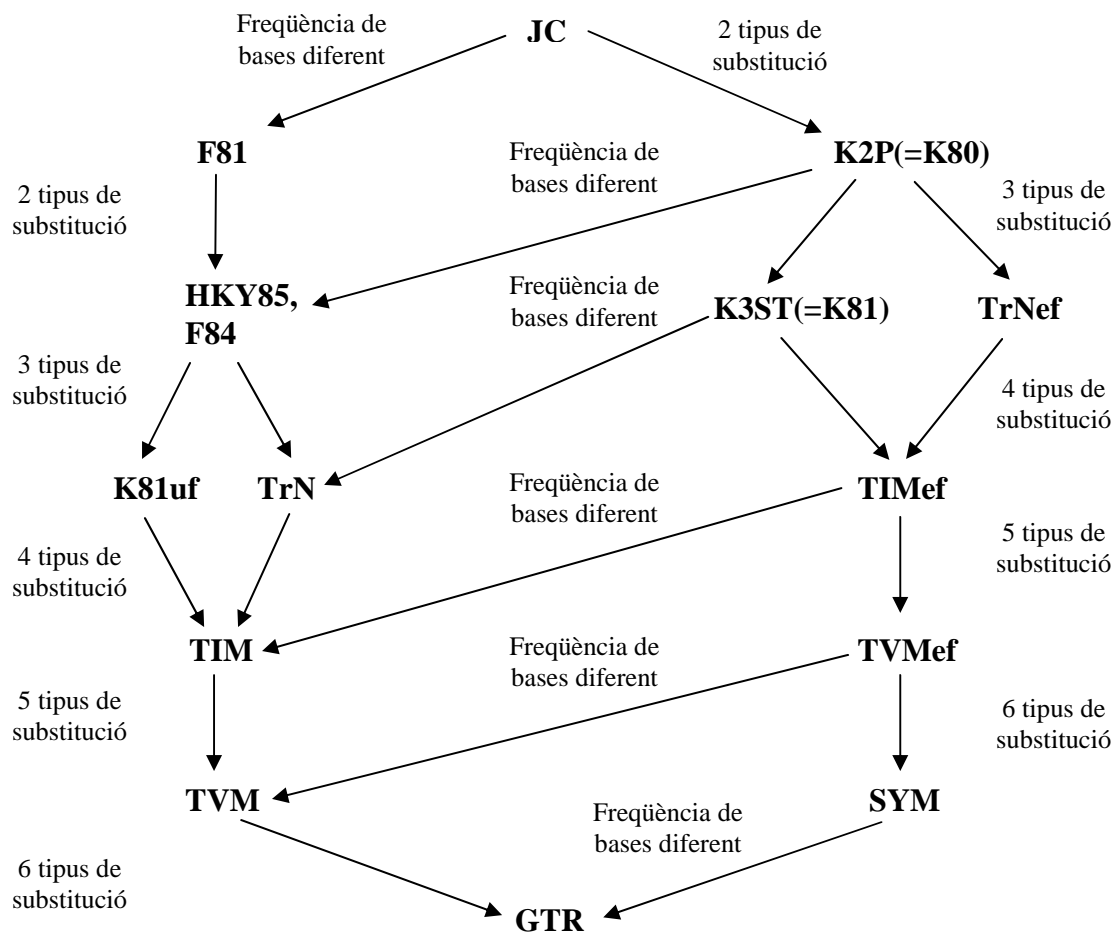 Freqüència de
bases diferent
JC
2 tipus de
substitució
F81
Freqüència de
bases diferent
K2P(=K80)
2 tipus de
substitució
3 tipus de
substitució
HKY85,
F84
Freqüència de
bases diferent
K3ST(=K81)
TrNef
3 tipus de
substitució
4 tipus de
substitució
K81uf
TrN
Freqüència de
bases diferent
TIMef
4 tipus de
substitució
5 tipus de
substitució
TIM
Freqüència de
bases diferent
TVMef
5 tipus de
substitució
6 tipus de
substitució
TVM
Freqüència de
bases diferent
SYM
6 tipus de
substitució
GTR